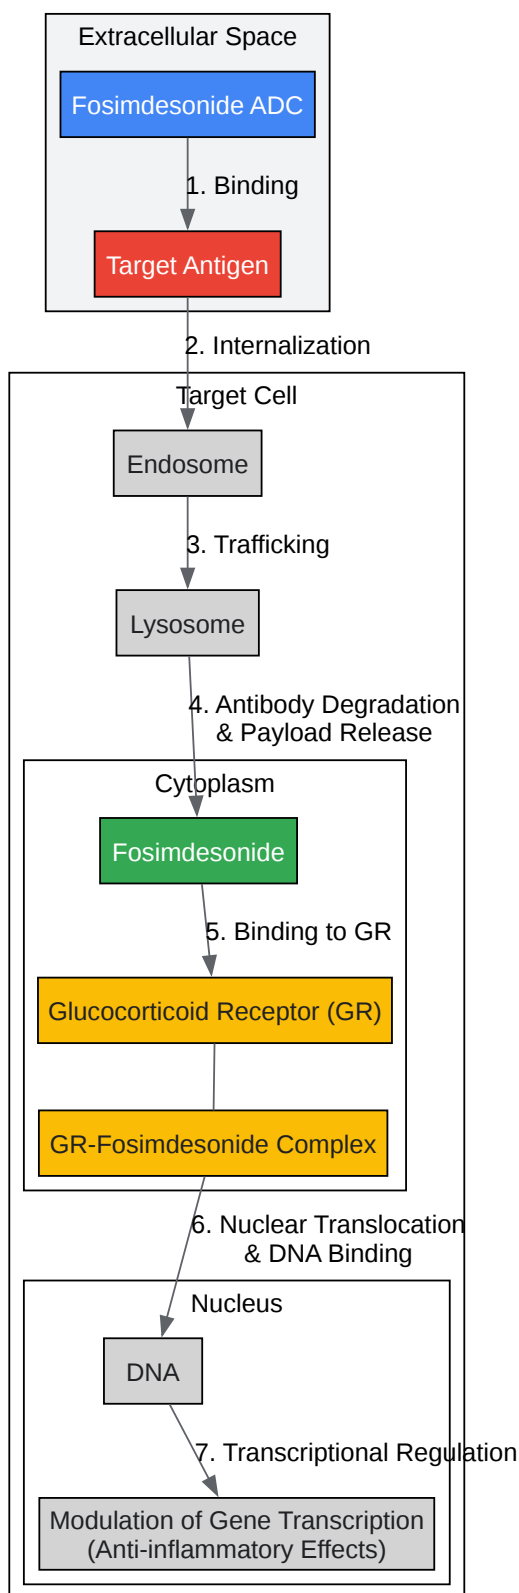 Extracellular Space
Fosimdesonide ADC
1. Binding
Target Antigen
2. Internalization
Target Cell
Endosome
3. Trafficking
Lysosome
4. Antibody Degradation
& Payload Release
Cytoplasm
Fosimdesonide
5. Binding to GR
Glucocorticoid Receptor (GR)
GR-Fosimdesonide Complex
6. Nuclear Translocation
& DNA Binding
Nucleus
DNA
7. Transcriptional Regulation
Modulation of Gene Transcription
(Anti-inflammatory Effects)